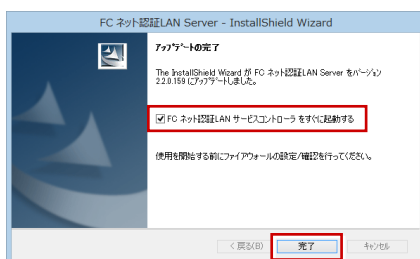 FC ネット認証LAN Server - InstallShield Wizard
アップデートの完了
The InstallShield Wizard が FC ネット認証LAN Server をバージョン
2.2.0.159 にアップデートしました。
FC ネット認証LAN サービスコントローラ をすぐに起動する
使用を開始する前にファイアウォールの設定/確認を行ってください。
< 戻る(B)
完了
キャンセル